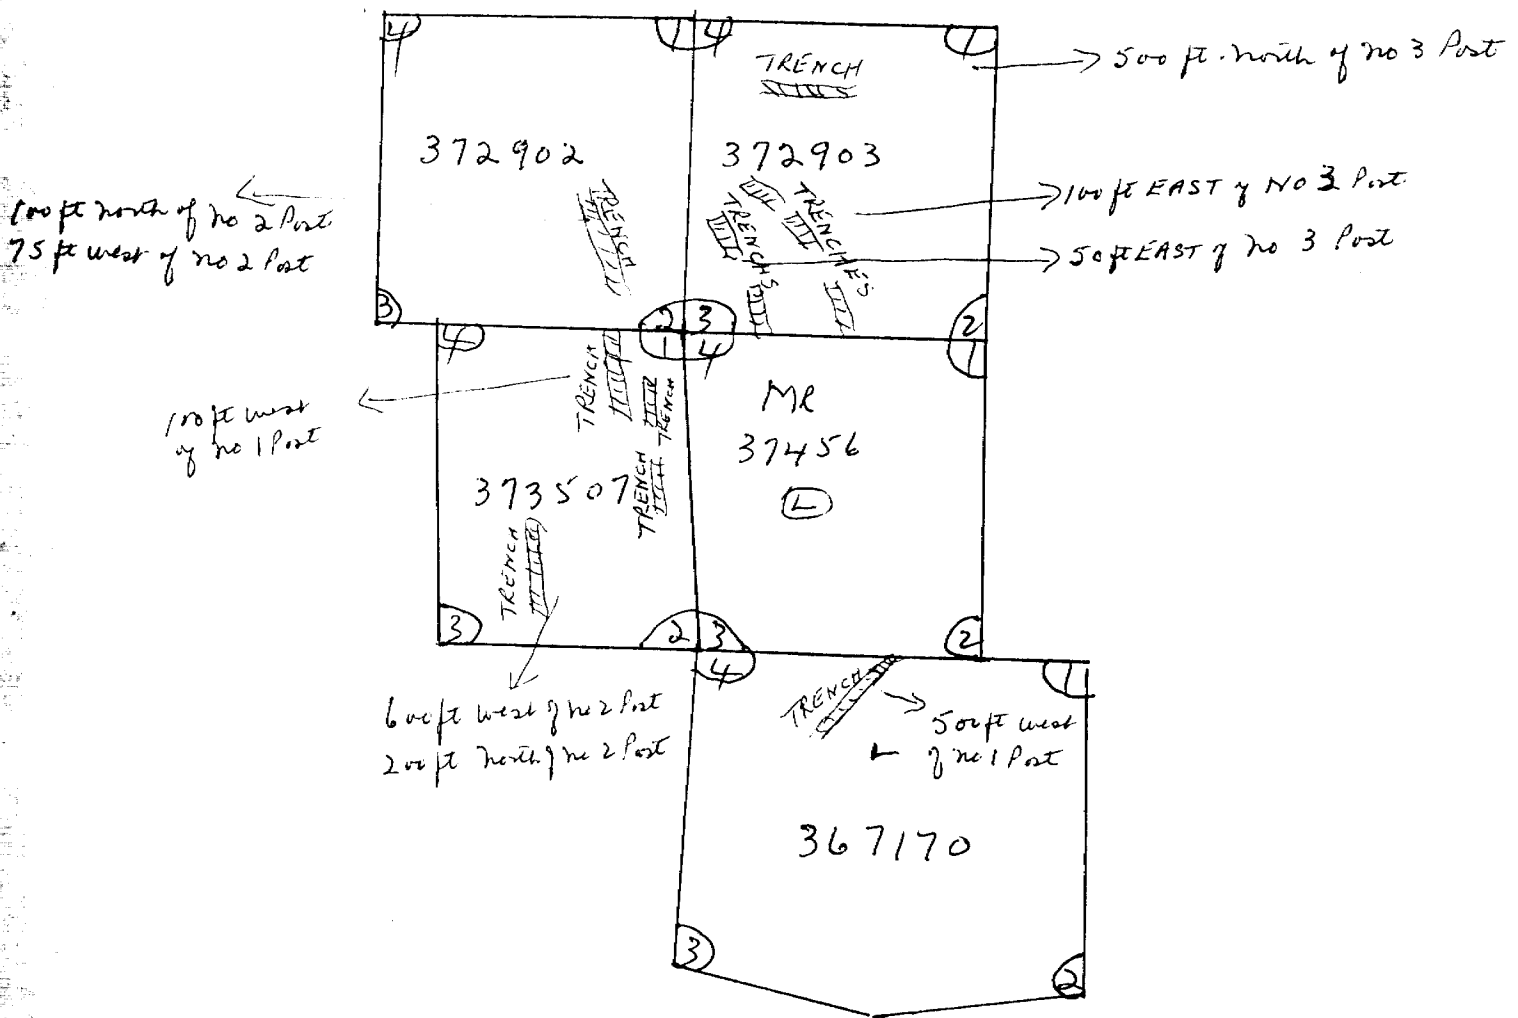 4
1
4
1
TRENCH
500 ft. North of No 3 Post
372902
372903
100 ft North of No 2 Post
75 ft west of No 2 Post
TRENCH
TRENCHS
TRENCHES
100 ft EAST of NO 3 Post
50 ft EAST of No 3 Post
3
2
3
2
4
1
4
1
TRENCH
TRENCH
100 ft west
of No 1 Post
MR
37456
L
373507
TRENCH
TRENCH
3
2
3
2
4
1
600 ft west of No 2 Post
200 ft North of No 2 Post
TRENCH
500 ft west
L of No 1 Post
367170
3
2